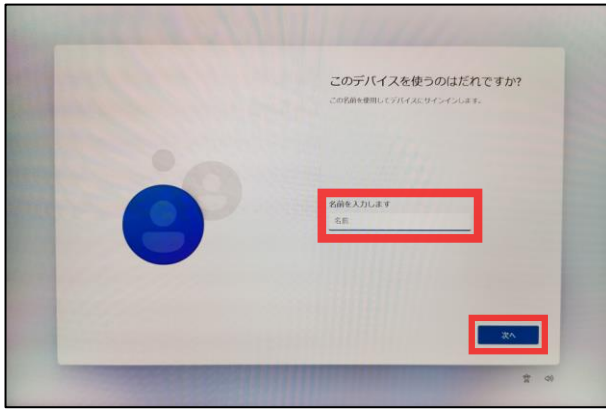 このデバイスを使うのはだれですか?
この名前を使用してデバイスにサインインします。
名前を入力します
名前
次へ